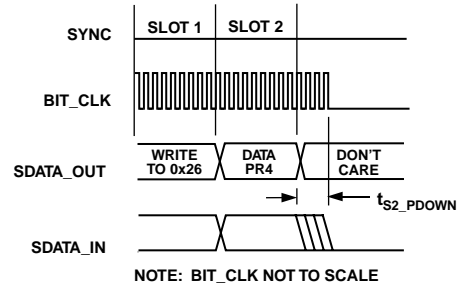 SLOT 1 SLOT 2
SYNC
BIT_CLK
WRITE TO 0x26 DATA PR4 DON'T CARE
SDATA_OUT
tS2_PDOWN
SDATA_IN
NOTE: BIT_CLK NOT TO SCALE